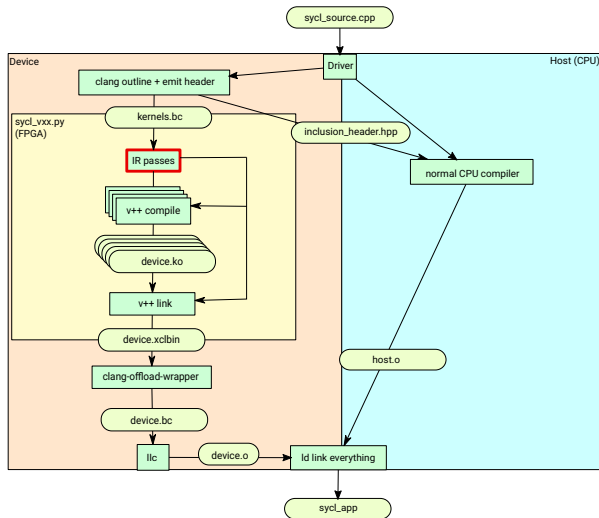 sycl_source.cpp
Device
Host (CPU)
Driver
clang outline + emit header
kernels.bc
sycl_vxx.py
(FPGA)
inclusion_header.hpp
IR passes
normal CPU compiler
v++ compile
device.ko
v++ link
device.xclbin
host.o
clang-offload-wrapper
device.bc
llc
device.o
ld link everything
sycl_app